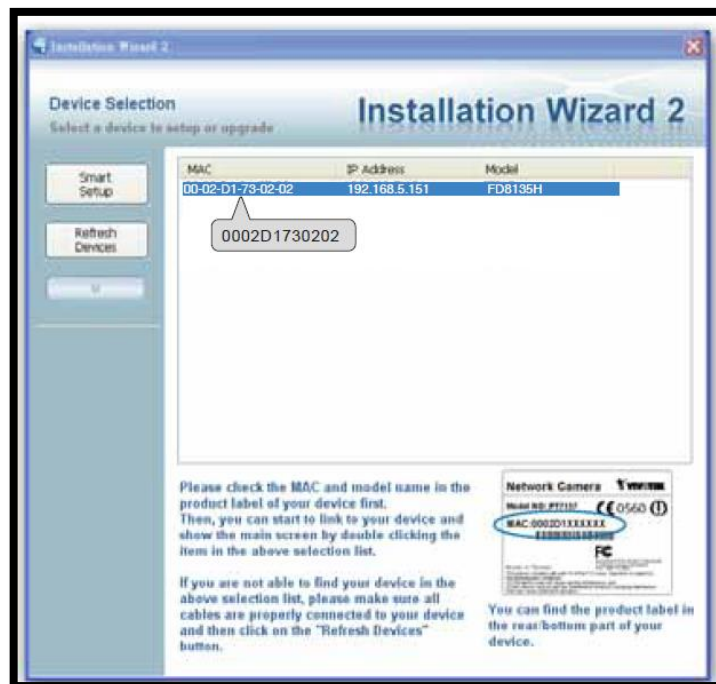 Installation Wizard 2
Device Selection
Select a device to setup or upgrade
Installation Wizard 2
Smart
Setup
Refresh
Devices
MAC IP Address Model
00-02-D1-73-02-02 192.168.5.151 FD8135H
0002D1730202
Please check the MAC and model name in the
product label of your device first.
Then, you can start to link to your device and
show the main screen by double clicking the
item in the above selection list.
If you are not able to find your device in the
above selection list, please make sure all
cables are properly connected to your device
and then click on the "Refresh Devices"
button.
Network Camera VIVOTEK
Model NO: PT7137 CE0560
MAC:0002D1XXXXXX
FC
You can find the product label in
the rear/bottom part of your
device.